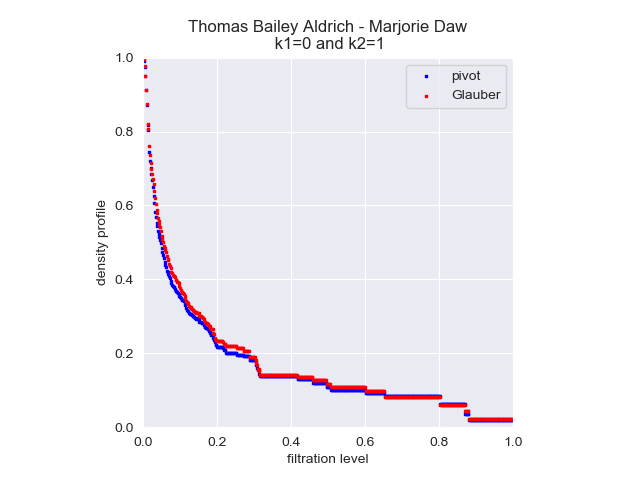 Thomas Bailey Aldrich - Marjorie Daw
k1=0 and k2=1
1.0
0.8
0.6
0.4
0.2
0.0
density profile
pivot
Glauber
0.0 0.2 0.4 0.6 0.8 1.0
filtration level